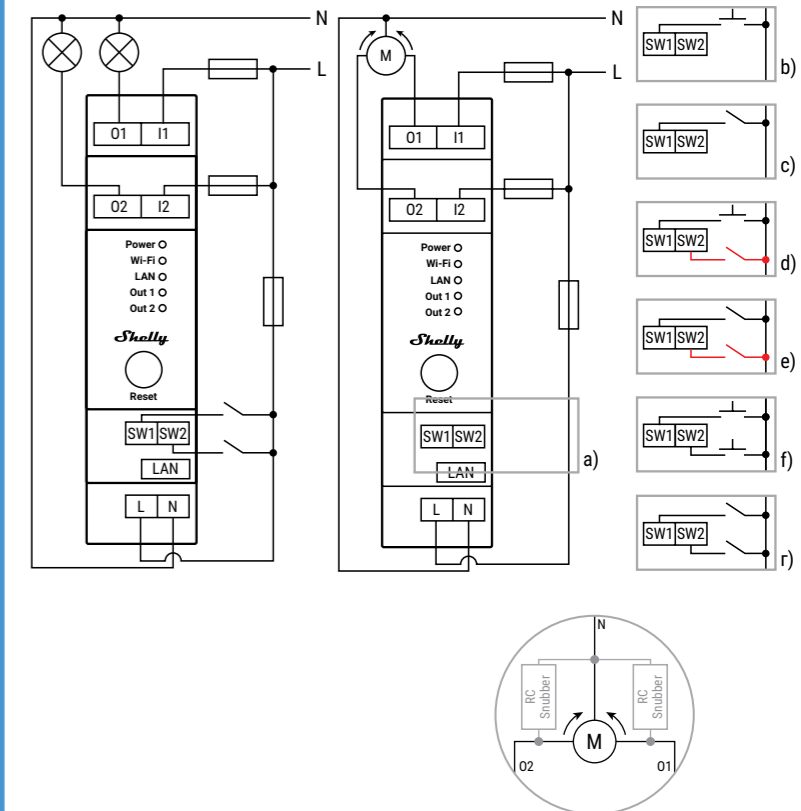 N
L
O1 I1
O2 I2
Power
Wi-Fi
LAN
Out 1
Out 2
Shelly
Reset
SW1 SW2
LAN
L N
N
M
L
O1 I1
O2 I2
Power
Wi-Fi
LAN
Out 1
Out 2
Shelly
Reset
SW1 SW2
a)
LAN
L N
SW1 SW2
b)
SW1 SW2
c)
SW1 SW2
d)
SW1 SW2
e)
SW1 SW2
f)
SW1 SW2
г)
N
RC
Snubber
RC
Snubber
M
O2
O1